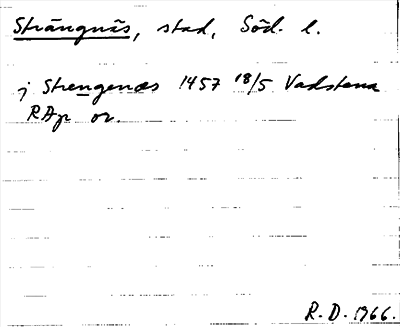 Strängnäs, stad, Söd. l.
j Strengenæs 1457 18/5 Vadstena
RAp or.
R. D. 1966.